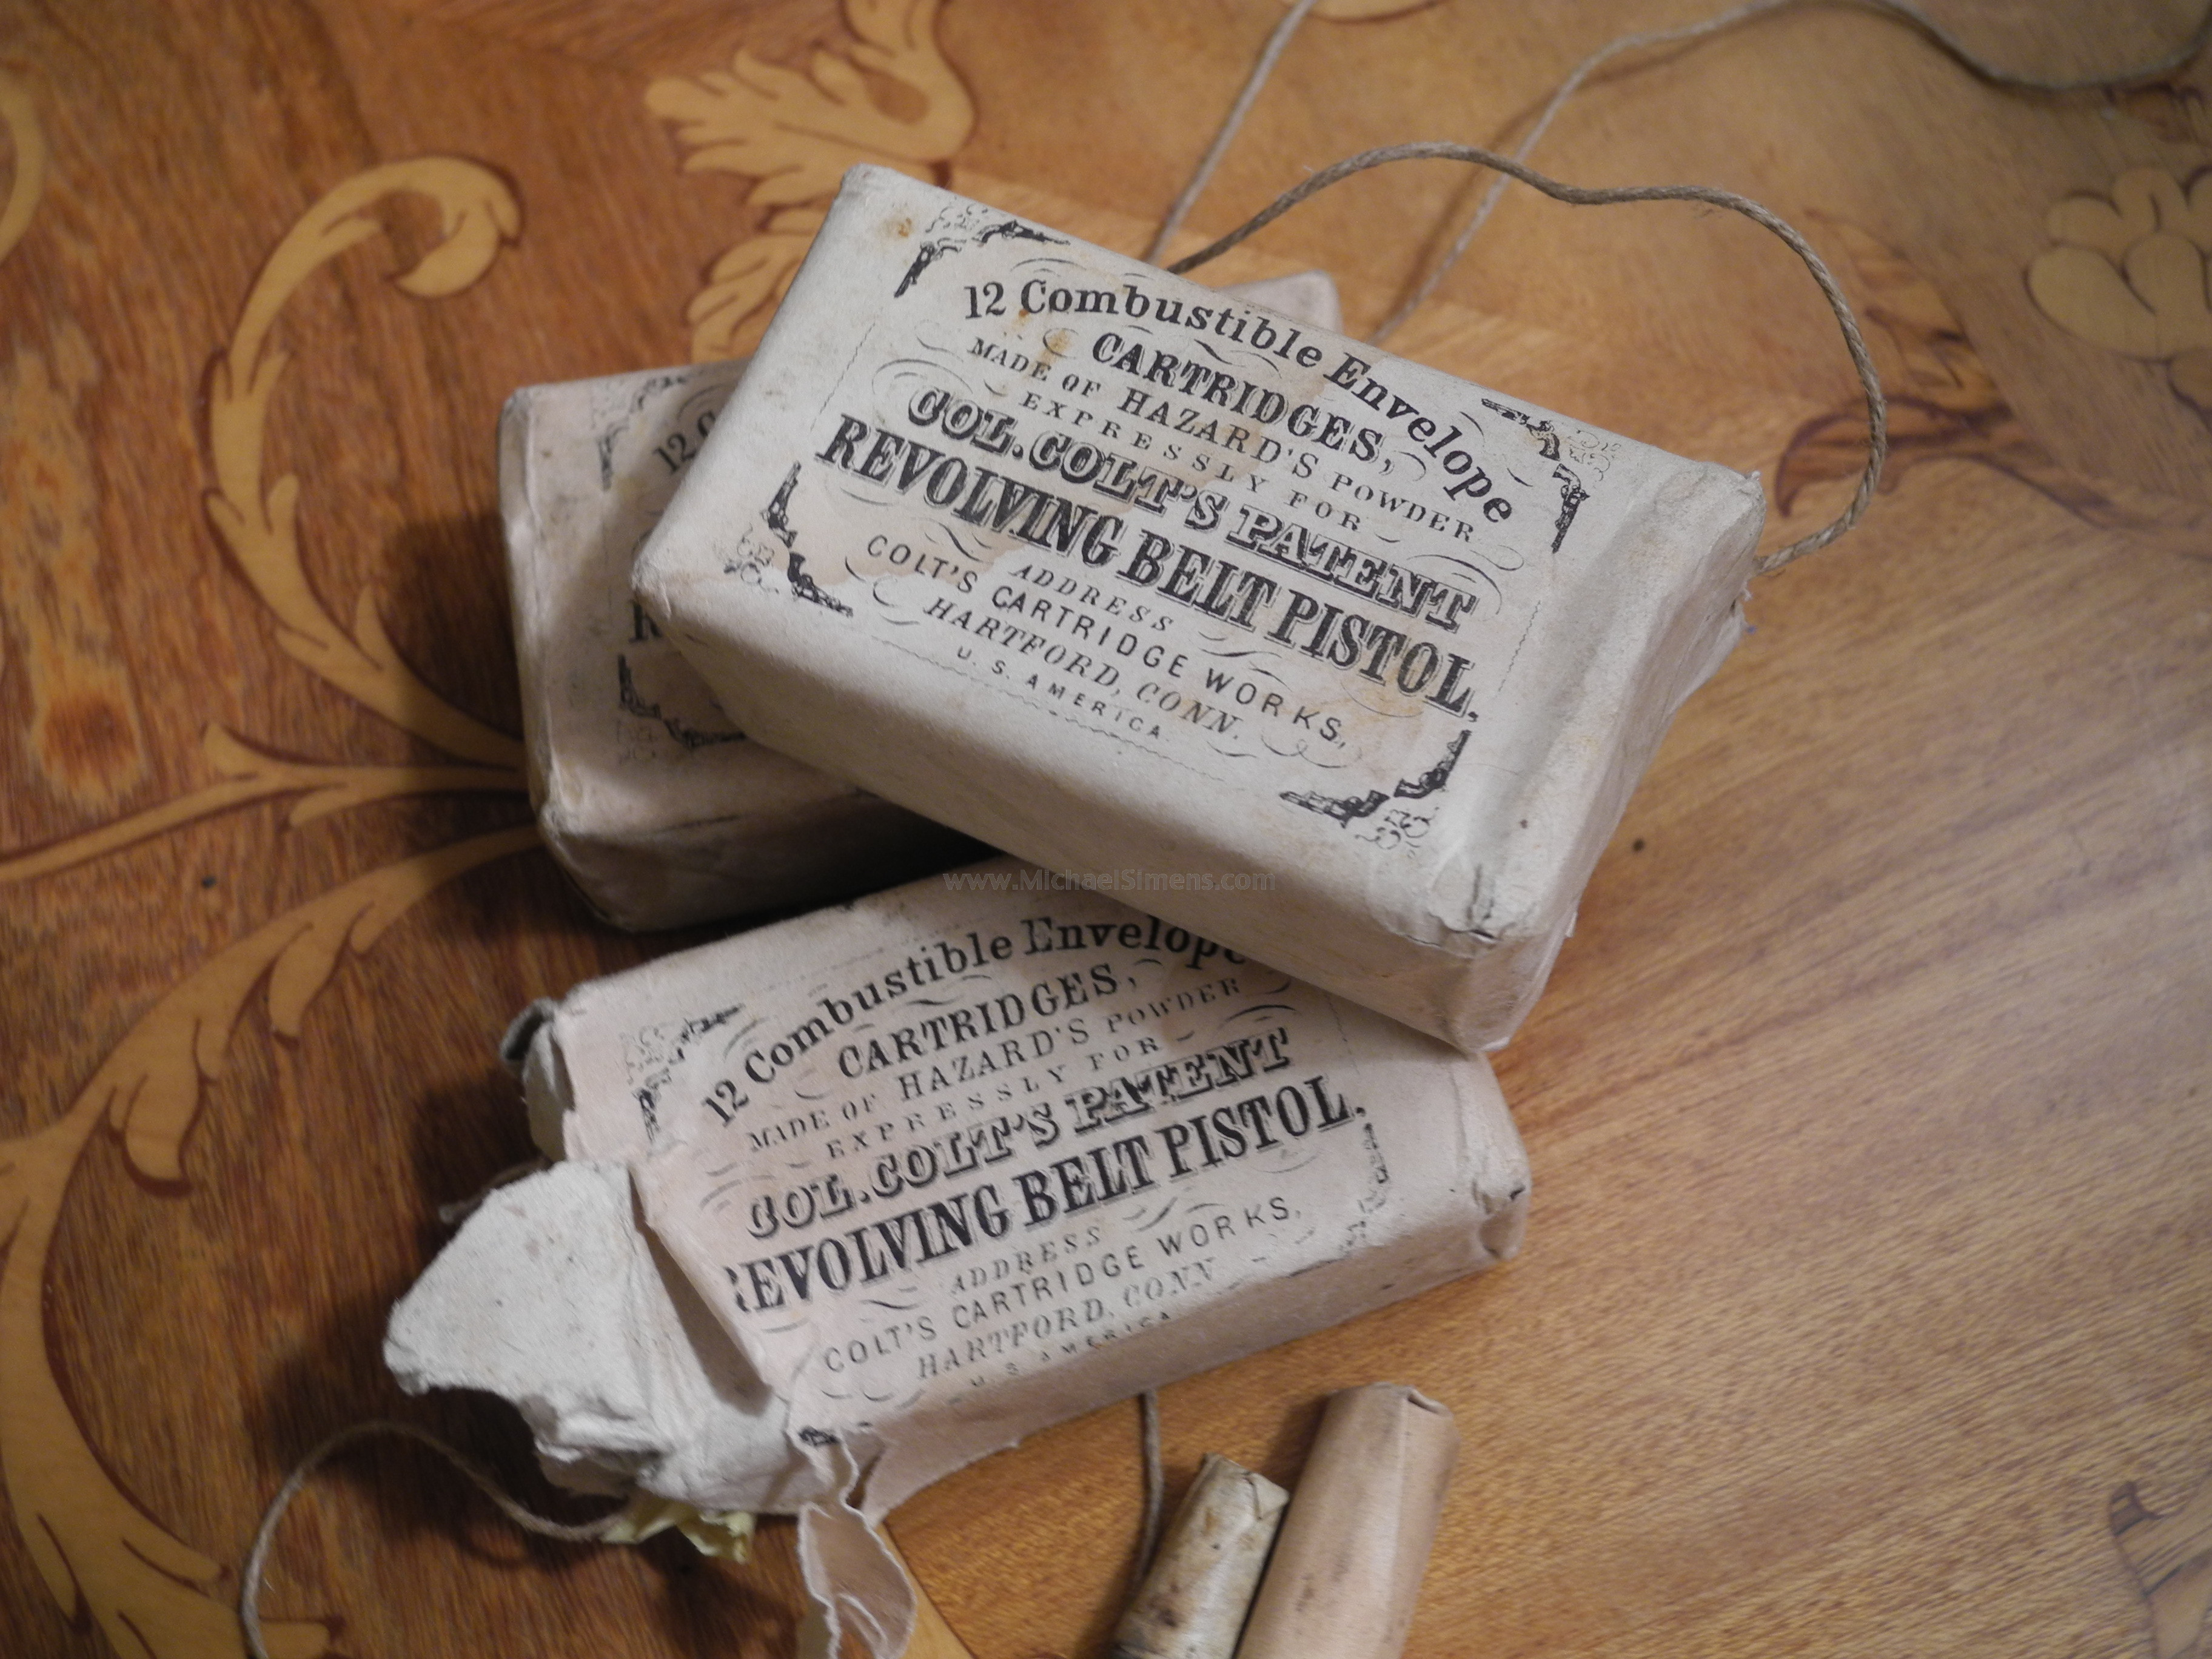 12 Combustible Envelope
CARTRIDGES,
MADE OF HAZARD'S POWDER
EXPRESSLY FOR
COL. COLT'S PATENT
REVOLVING BELT PISTOL.
ADDRESS
COLT'S CARTRIDGE WORKS,
HARTFORD, CONN.
U.S. AMERICA
12 C
R
www.MichaelSimens.com
12 Combustible Envelope
CARTRIDGES,
MADE OF HAZARD'S POWDER
EXPRESSLY FOR
COL. COLT'S PATENT
REVOLVING BELT PISTOL.
ADDRESS
COLT'S CARTRIDGE WORKS,
HARTFORD, CONN
U.S. AMERICA